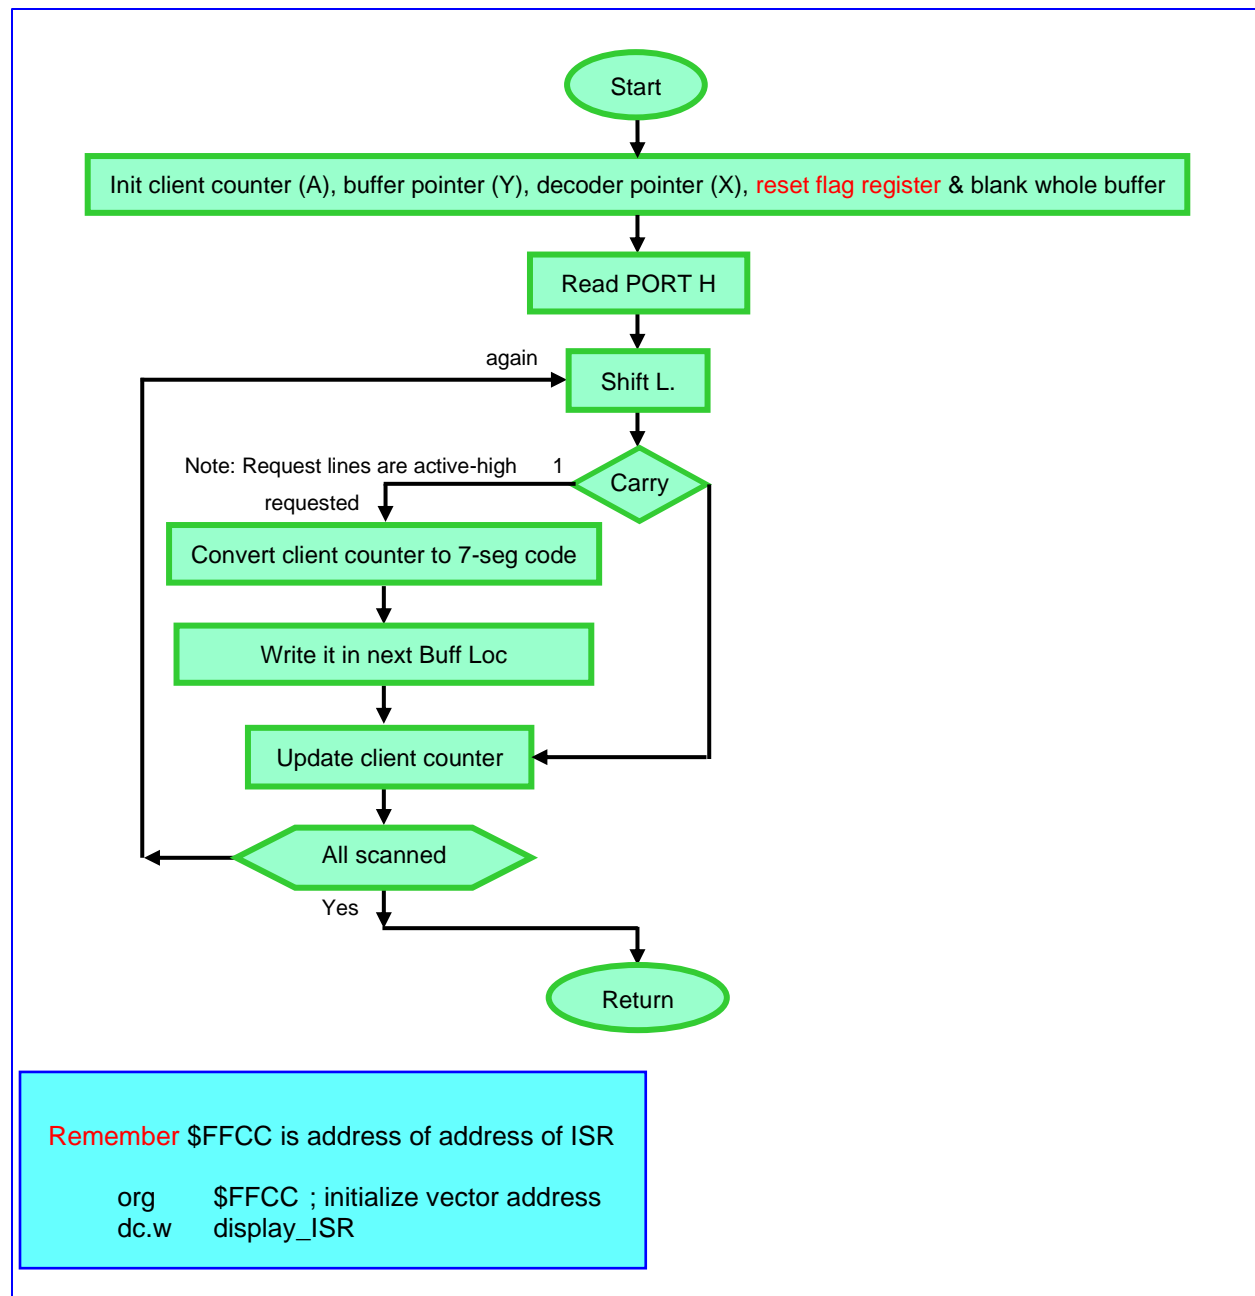 Start
Init client counter (A), buffer pointer (Y), decoder pointer (X), reset flag register & blank whole buffer
Read PORT H
again
Shift L.
Note: Request lines are active-high 1
Carry
requested
Convert client counter to 7-seg code
Write it in next Buff Loc
Update client counter
All scanned
Yes
Return
Remember $FFCC is address of address of ISR
org $FFCC ; initialize vector address
dc.w display_ISR